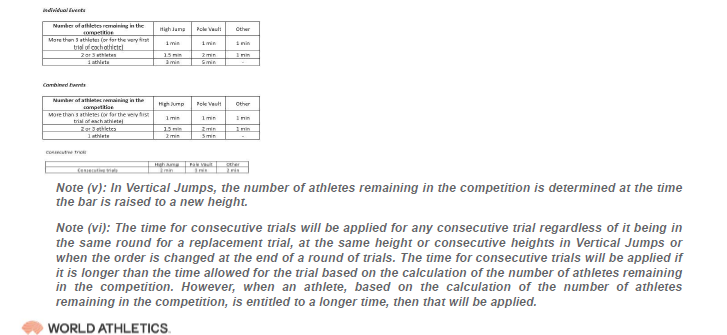 Individual Events
Number of athletes remaining in the competition High Jump Pole Vault Other
More than 3 athletes (or for the very first trial of each athlete) 1 min 1 min 1 min
2 or 3 athletes 1.5 min 2 min 1 min
1 athlete 3 min 5 min -
Combined Events
Number of athletes remaining in the competition High Jump Pole Vault Other
More than 3 athletes (or for the very first trial of each athlete) 1 min 1 min 1 min
2 or 3 athletes 1.5 min 2 min 1 min
1 athlete 2 min 3 min -
Consecutive Trials
High Jump Pole Vault Other
Consecutive trials 2 min 3 min 2 min
Note (v): In Vertical Jumps, the number of athletes remaining in the competition is determined at the time
the bar is raised to a new height.
Note (vi): The time for consecutive trials will be applied for any consecutive trial regardless of it being in
the same round for a replacement trial, at the same height or consecutive heights in Vertical Jumps or
when the order is changed at the end of a round of trials. The time for consecutive trials will be applied if
it is longer than the time allowed for the trial based on the calculation of the number of athletes remaining
in the competition. However, when an athlete, based on the calculation of the number of athletes
remaining in the competition, is entitled to a longer time, then that will be applied.
WORLD ATHLETICS.